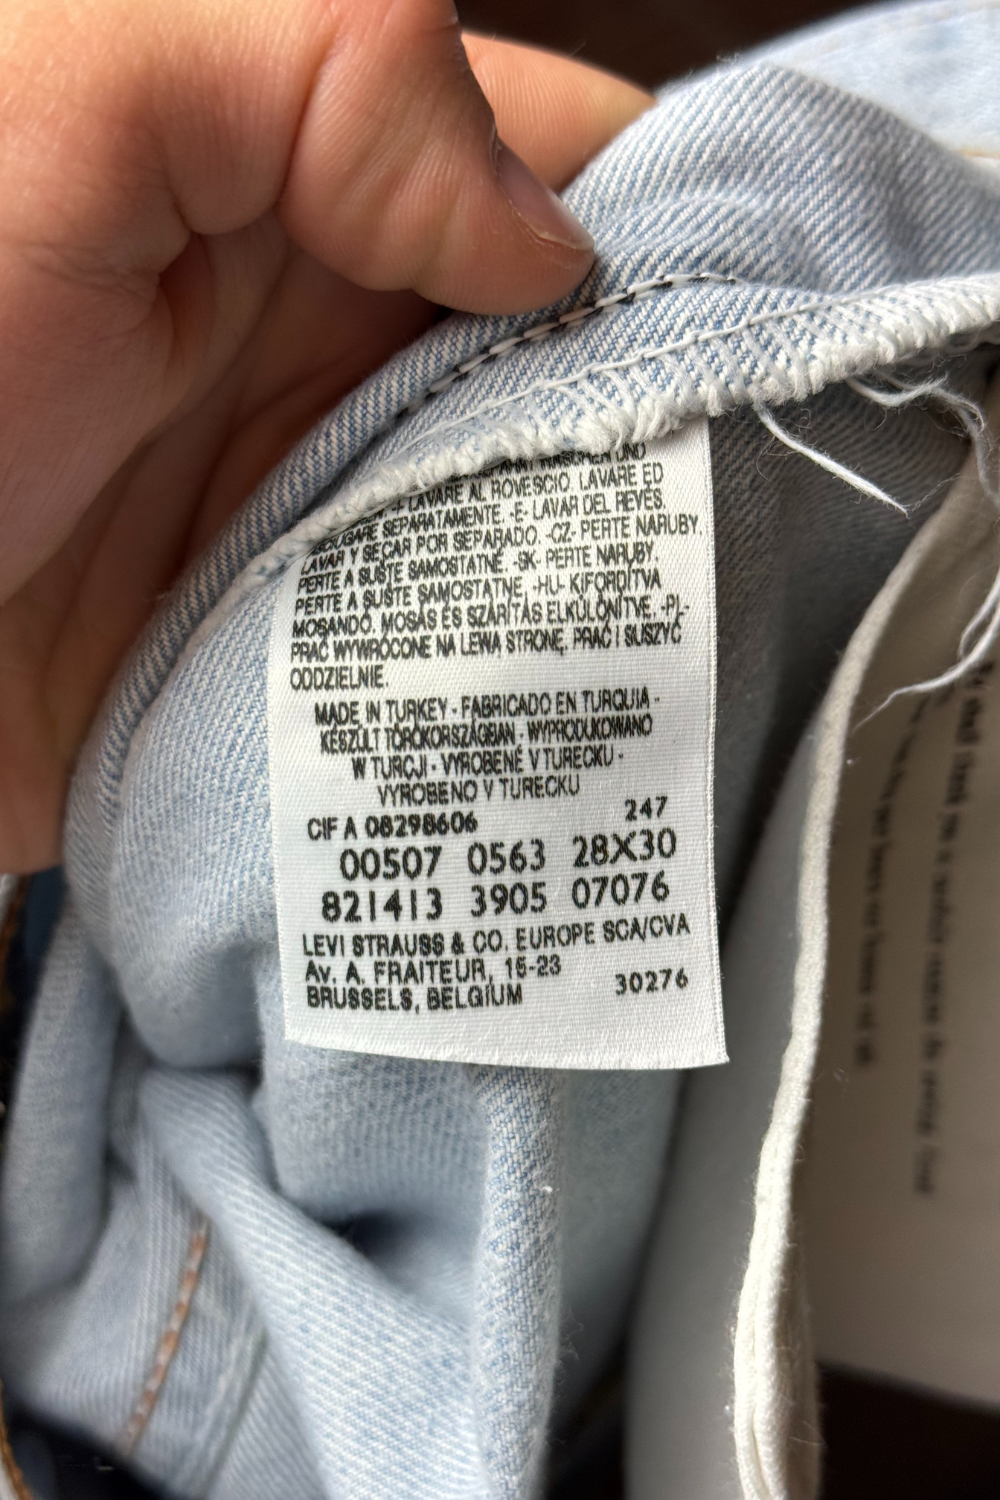 LAVARE AL ROVESCIO. LAVARE ED
SEPARATAMENTE. -E- LAVAR DEL REVES.
LAVAR Y SECAR POR SEPARADO. -CZ- PERTE NARUBY.
PERTE A SUŠTE SAMOSTATNĚ. -SK- PERTE NARUBY,
PERTE A SUŠTE SAMOSTATNE. -HU- KIFORDÍTVA
MOSANDÓ. MOSÁS ÉS SZÁRÍTÁS ELKÜLÖNÍTVE. -PL-
PRAĆ WYWRÓCONE NA LEWĄ STRONĘ, PRAĆ I SUSZYĆ
ODDZIELNIE.
MADE IN TURKEY - FABRICADO EN TURQUIA -
KÉSZÜLT TÖRÖKORSZÁGBAN - WYPRODUKOWANO
W TURCJI - VYROBENÉ V TURECKU -
VYROBENO V TURECKU
CIF A 08298606 247
00507 0563 28X30
821413 3905 07076
LEVI STRAUSS & CO. EUROPE SCA/CVA
Av. A. FRAITEUR, 15-23
BRUSSELS, BELGIUM 30276